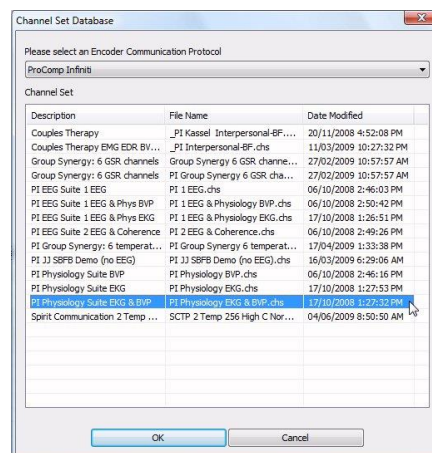 Channel Set Database
Please select an Encoder Communication Protocol
ProComp Infiniti
Channel Set
Description File Name Date Modified
Couples Therapy _PI Kassel Interpersonal-BF.... 20/11/2008 4:52:08 PM
Couples Therapy EMG EDR BV... _PI Interpersonal-BF.chs 11/03/2009 10:27:32 PM
Group Synergy: 6 GSR channels Group Synergy 6 GSR channe... 27/02/2009 10:57:57 AM
Group Synergy: 6 GSR channels PI Group Synergy 6 GSR cha... 27/02/2009 10:57:57 AM
PI EEG Suite 1 EEG PI 1 EEG.chs 06/10/2008 2:46:03 PM
PI EEG Suite 1 EEG & Phys BVP PI 1 EEG & Physiology BVP.chs 06/10/2008 2:50:42 PM
PI EEG Suite 1 EEG & Phys EKG PI 1 EEG & Physiology EKG.chs 17/10/2008 1:26:51 PM
PI EEG Suite 2 EEG & Coherence PI 2 EEG & Coherence.chs 06/10/2008 2:49:26 PM
PI Group Synergy: 6 temperat... PI Group Synergy 6 temperat... 17/04/2009 1:33:38 PM
PI JJ SBFB Demo (no EEG) PI JJ SBFB Demo (no EEG).chs 16/03/2009 6:29:06 AM
PI Physiology Suite BVP PI Physiology BVP.chs 06/10/2008 2:46:16 PM
PI Physiology Suite EKG PI Physiology EKG.chs 17/10/2008 1:27:53 PM
PI Physiology Suite EKG & BVP PI Physiology EKG & BVP.chs 17/10/2008 1:27:32 PM
Spirit Communication 2 Temp ... SCTP 2 Temp 256 High C Nor... 04/06/2009 8:50:50 AM
OK Cancel